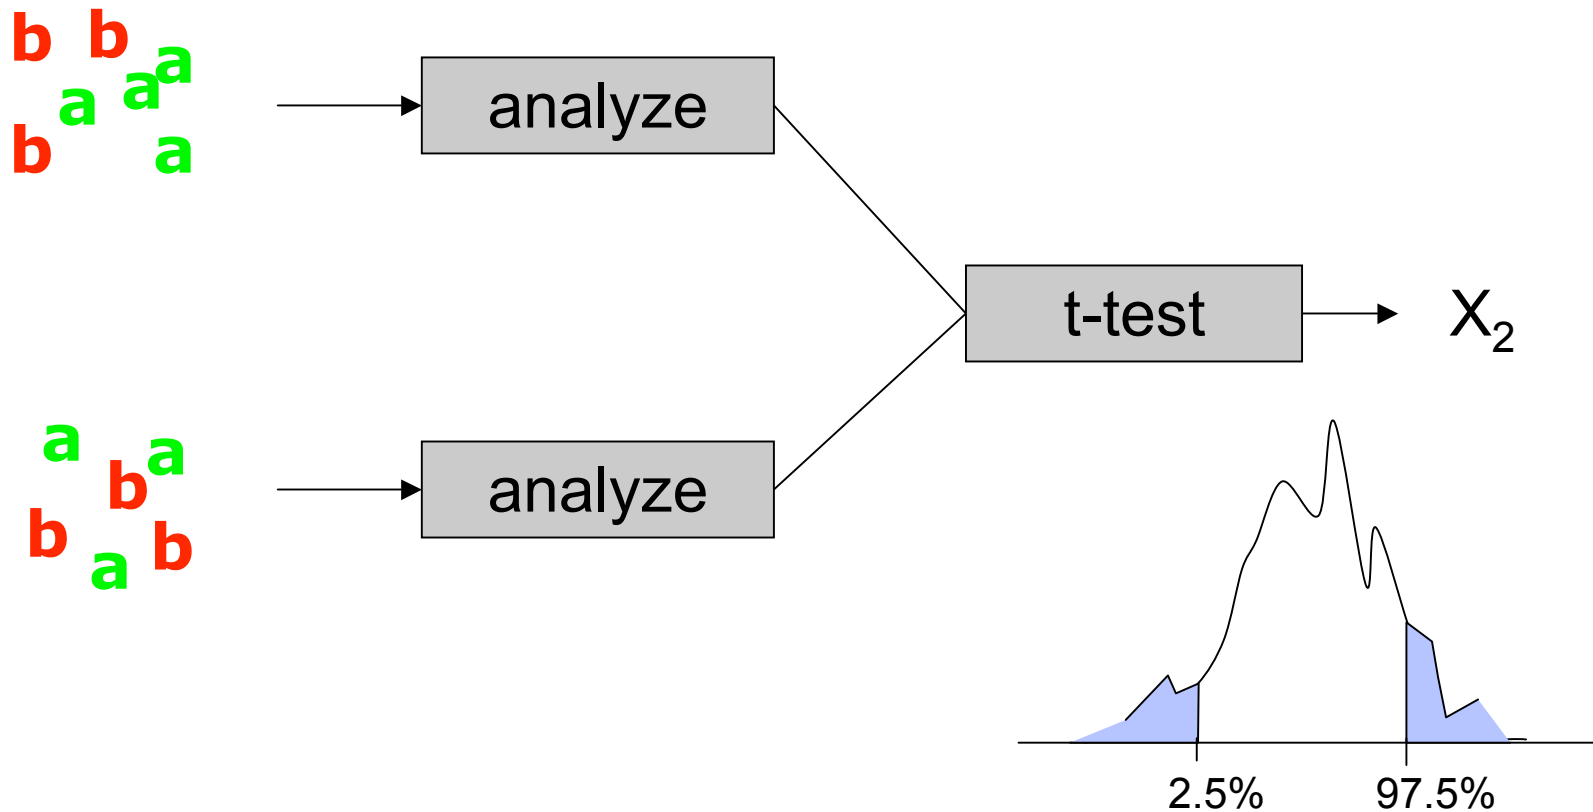 b b a
a a
b a
analyze
t-test
X₂
a a
b
b b
a
analyze
2.5% 97.5%